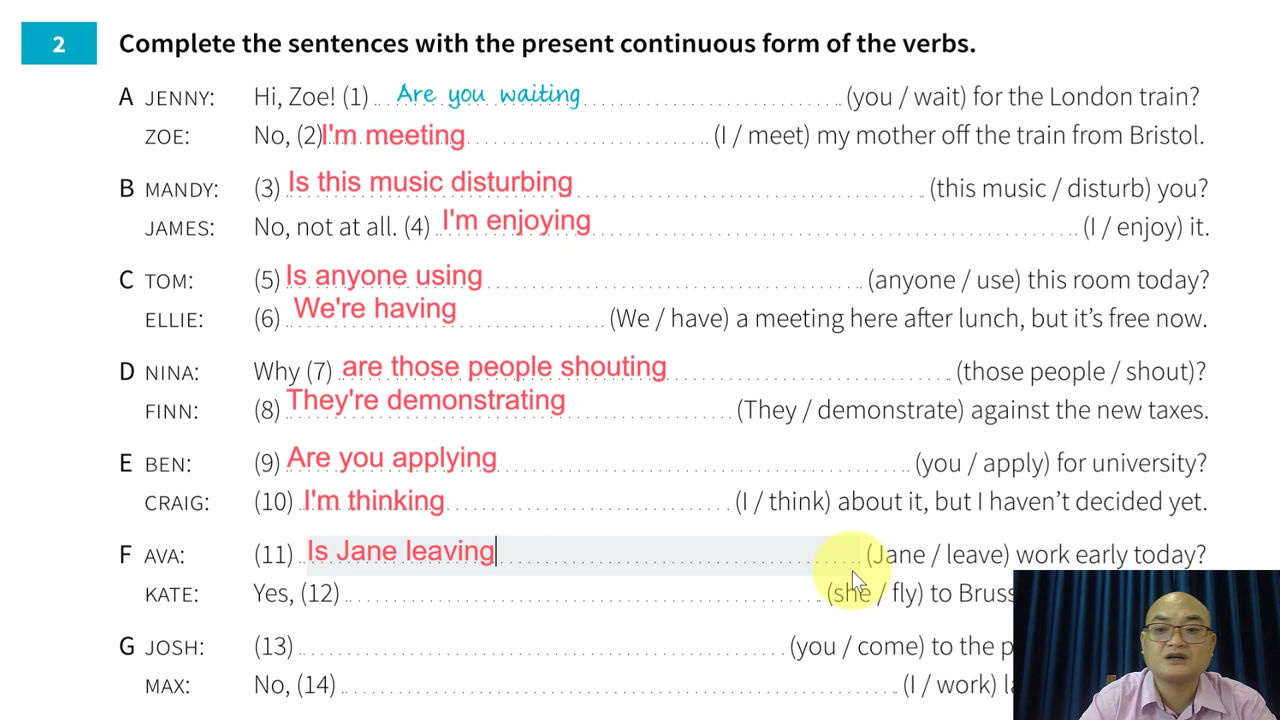 2 Complete the sentences with the present continuous form of the verbs.
A JENNY: Hi, Zoe! (1) Are you waiting (you / wait) for the London train?
ZOE: No, (2) I'm meeting (I / meet) my mother off the train from Bristol.
B MANDY: (3) Is this music disturbing (this music / disturb) you?
JAMES: No, not at all. (4) I'm enjoying (I / enjoy) it.
C TOM: (5) Is anyone using (anyone / use) this room today?
ELLIE: (6) We're having (We / have) a meeting here after lunch, but it's free now.
D NINA: Why (7) are those people shouting (those people / shout)?
FINN: (8) They're demonstrating (They / demonstrate) against the new taxes.
E BEN: (9) Are you applying (you / apply) for university?
CRAIG: (10) I'm thinking (I / think) about it, but I haven't decided yet.
F AVA: (11) Is Jane leaving (Jane / leave) work early today?
KATE: Yes, (12) (she / fly) to
G JOSH: (13) (you / come) to the
MAX: No, (14) (I / work)